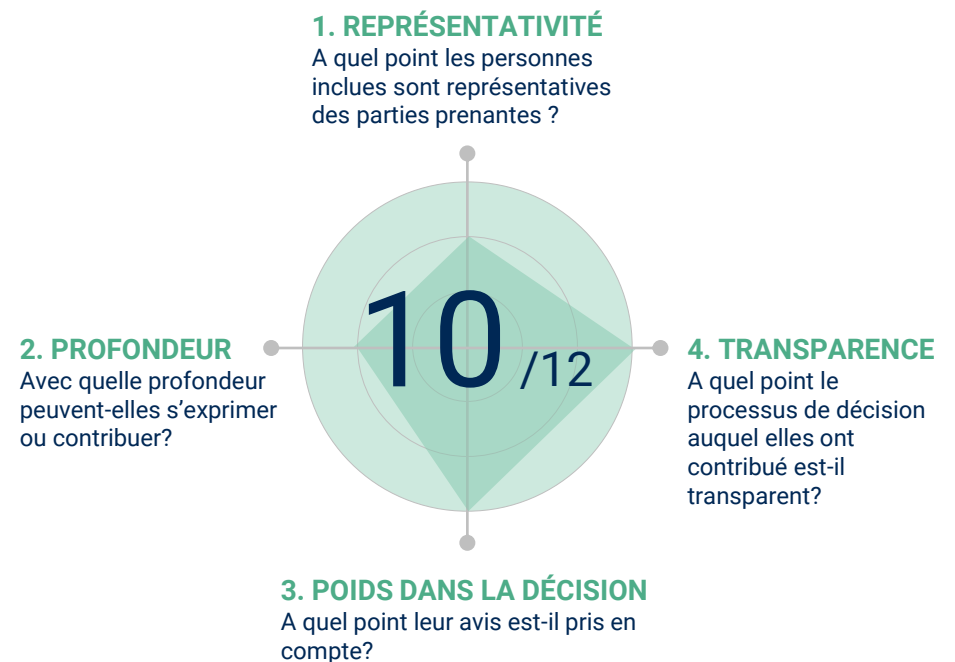 1. REPRÉSENTATIVITÉ
A quel point les personnes
inclues sont représentatives
des parties prenantes ?
10/12
2. PROFONDEUR
Avec quelle profondeur
peuvent-elles s’exprimer
ou contribuer?
4. TRANSPARENCE
A quel point le
processus de décision
auquel elles ont
contribué est-il
transparent?
3. POIDS DANS LA DÉCISION
A quel point leur avis est-il pris en
compte?